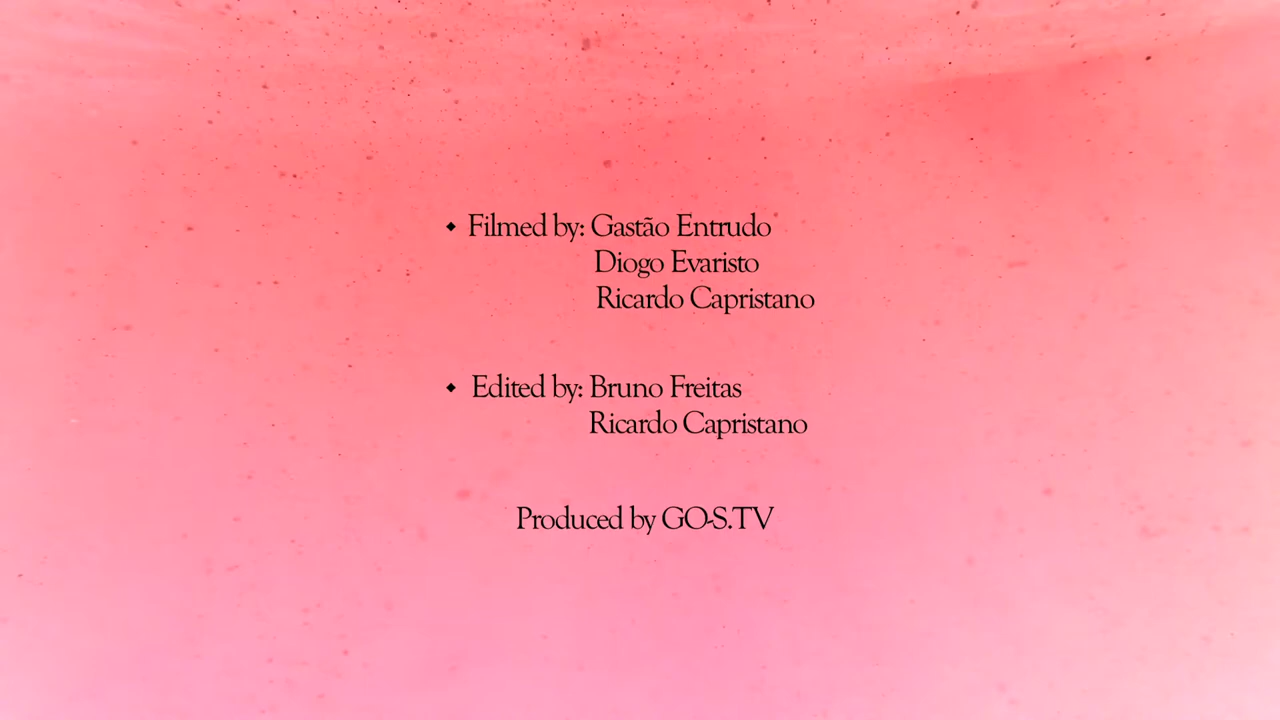 ◆ Filmed by: Gastão Entrudo
Diogo Evaristo
Ricardo Capristano
◆ Edited by: Bruno Freitas
Ricardo Capristano
Produced by GO-S.TV